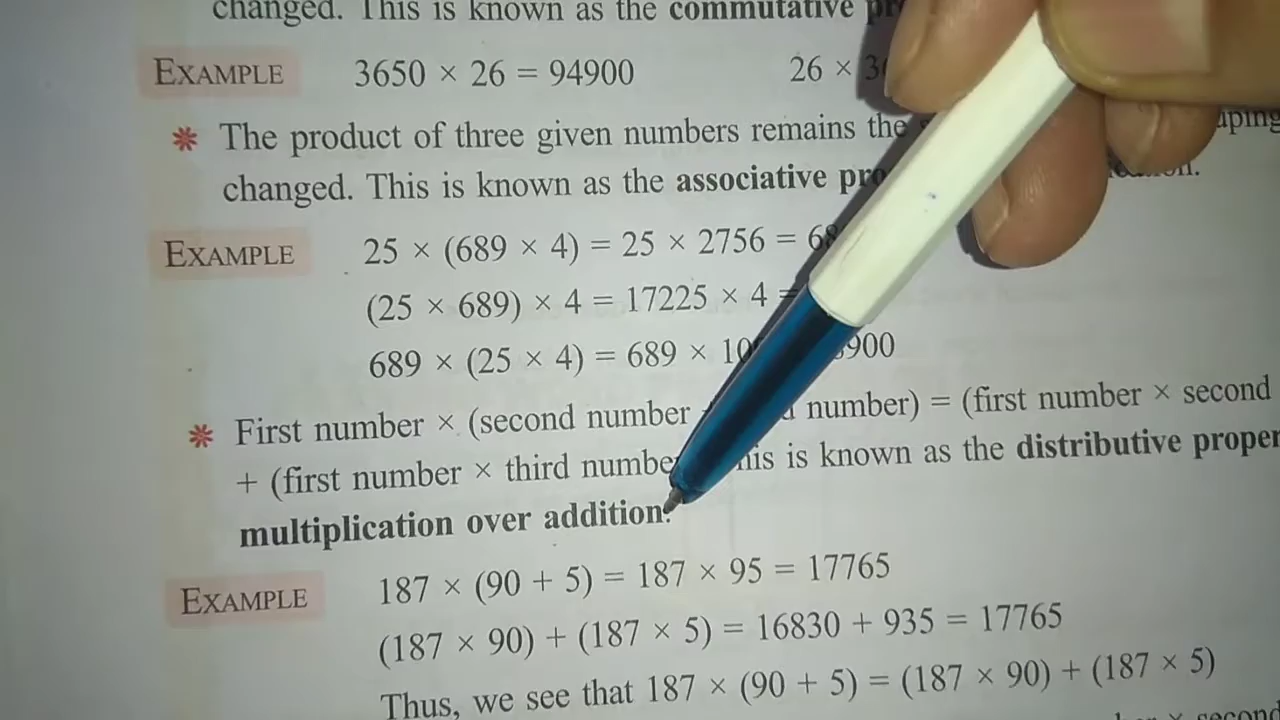 changed. This is known as the commutative
EXAMPLE 3650 × 26 = 94900 26 ×
* The product of three given numbers remains the
changed. This is known as the associative
EXAMPLE 25 × (689 × 4) = 25 × 2756 =
(25 × 689) × 4 = 17225 × 4 =
689 × (25 × 4) = 689 × 900
* First number × (second number number) = (first number × second
+ (first number × third number is known as the distributive
multiplication over addition.
EXAMPLE 187 × (90 + 5) = 187 × 95 = 17765
(187 × 90) + (187 × 5) = 16830 + 935 = 17765
Thus, we see that 187 × (90 + 5) = (187 × 90) + (187 × 5)
× second